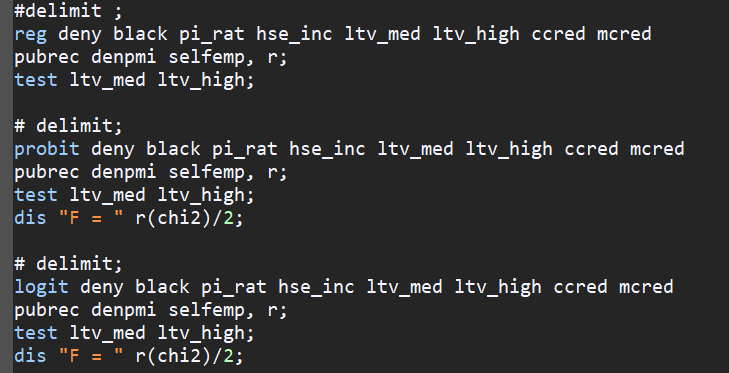 #delimit ;
reg deny black pi_rat hse_inc ltv_med ltv_high ccred mcred
pubrec denpmi selfemp, r;
test ltv_med ltv_high;
# delimit;
probit deny black pi_rat hse_inc ltv_med ltv_high ccred mcred
pubrec denpmi selfemp, r;
test ltv_med ltv_high;
dis "F = " r(chi2)/2;
# delimit;
logit deny black pi_rat hse_inc ltv_med ltv_high ccred mcred
pubrec denpmi selfemp, r;
test ltv_med ltv_high;
dis "F = " r(chi2)/2;